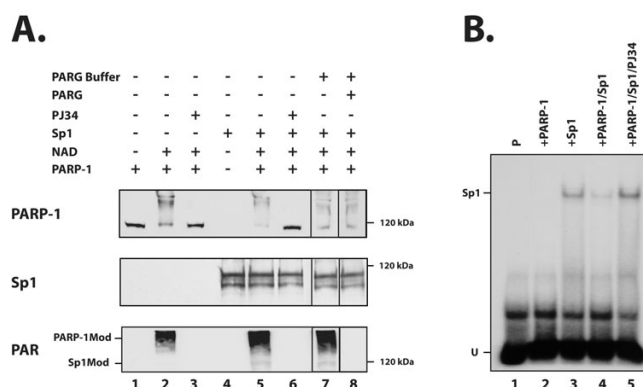 A.
PARG Buffer - - - - - - + +
PARG - - - - - - - +
PJ34 - - + - - + - -
Sp1 - - - + + + + +
NAD - + + - + + + +
PARP-1 + + + - + + + +
PARP-1
120 kDa
Sp1
120 kDa
PAR
PARP-1Mod
Sp1Mod
120 kDa
1 2 3 4 5 6 7 8
B.
P
+PARP-1
+Sp1
+PARP-1/Sp1
+PARP-1/Sp1/PJ34
Sp1
U
1 2 3 4 5